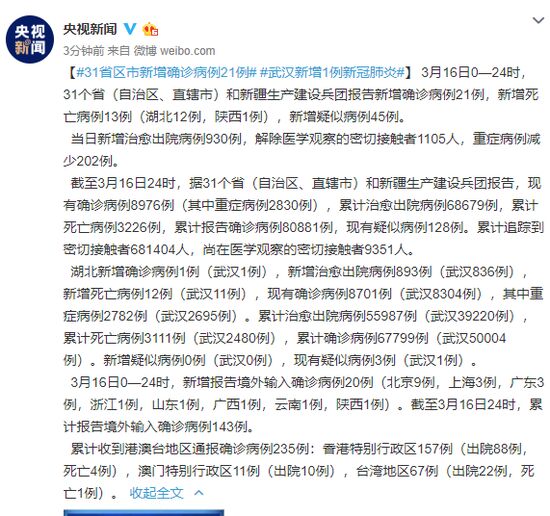 央视新闻
央视
新闻
3分钟前 来自 微博 weibo.com
【#31省区市新增确诊病例21例# #武汉新增1例新冠肺炎#】 3月16日0—24时，
31个省（自治区、直辖市）和新疆生产建设兵团报告新增确诊病例21例，新增死
亡病例13例（湖北12例，陕西1例），新增疑似病例45例。
当日新增治愈出院病例930例，解除医学观察的密切接触者1105人，重症病例减
少202例。
截至3月16日24时，据31个省（自治区、直辖市）和新疆生产建设兵团报告，现
有确诊病例8976例（其中重症病例2830例），累计治愈出院病例68679例，累计
死亡病例3226例，累计报告确诊病例80881例，现有疑似病例128例。累计追踪到
密切接触者681404人，尚在医学观察的密切接触者9351人。
湖北新增确诊病例1例（武汉1例），新增治愈出院病例893例（武汉836例），
新增死亡病例12例（武汉11例），现有确诊病例8701例（武汉8304例），其中重
症病例2782例（武汉2695例）。累计治愈出院病例55987例（武汉39220例），
累计死亡病例3111例（武汉2480例），累计确诊病例67799例（武汉50004
例）。新增疑似病例0例（武汉0例），现有疑似病例3例（武汉1例）。
3月16日0—24时，新增报告境外输入确诊病例20例（北京9例，上海3例，广东3
例，浙江1例，山东1例，广西1例，云南1例，陕西1例）。截至3月16日24时，累
计报告境外输入确诊病例143例。
累计收到港澳台地区通报确诊病例235例：香港特别行政区157例（出院88例，
死亡4例），澳门特别行政区11例（出院10例），台湾地区67例（出院22例，死
亡1例）。 收起全文